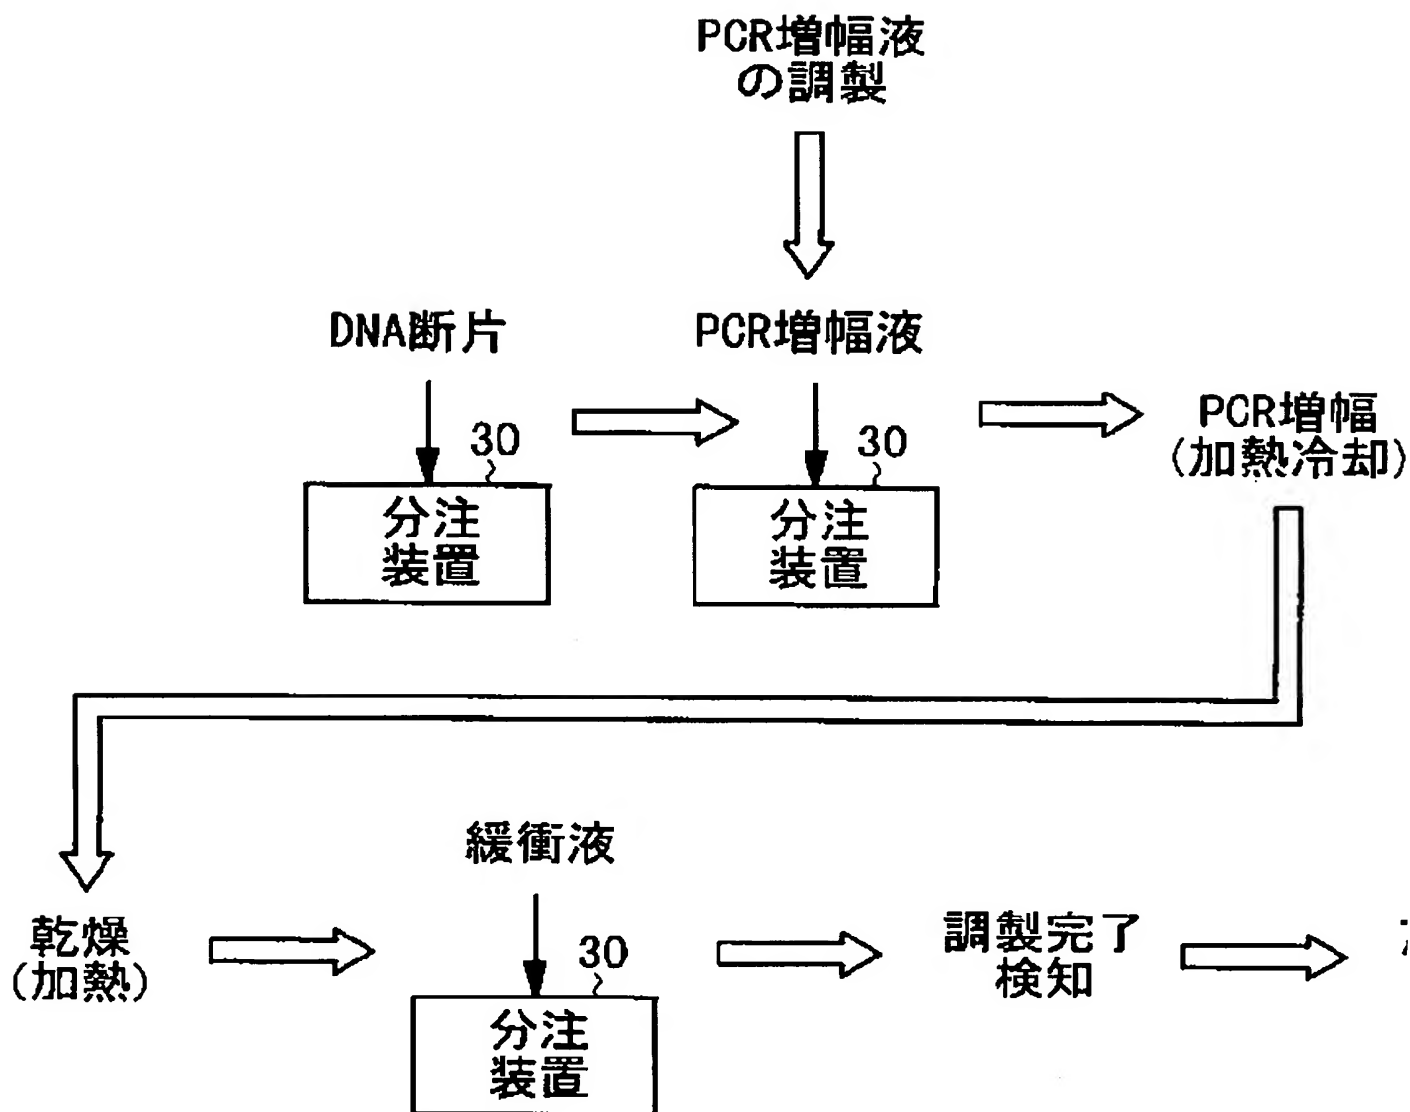 PCR増幅液
の調製
DNA断片
PCR増幅液
30
分注
装置
30
分注
装置
PCR増幅
(加熱冷却)
乾燥
(加熱)
緩衝液
30
分注
装置
調製完了
検知